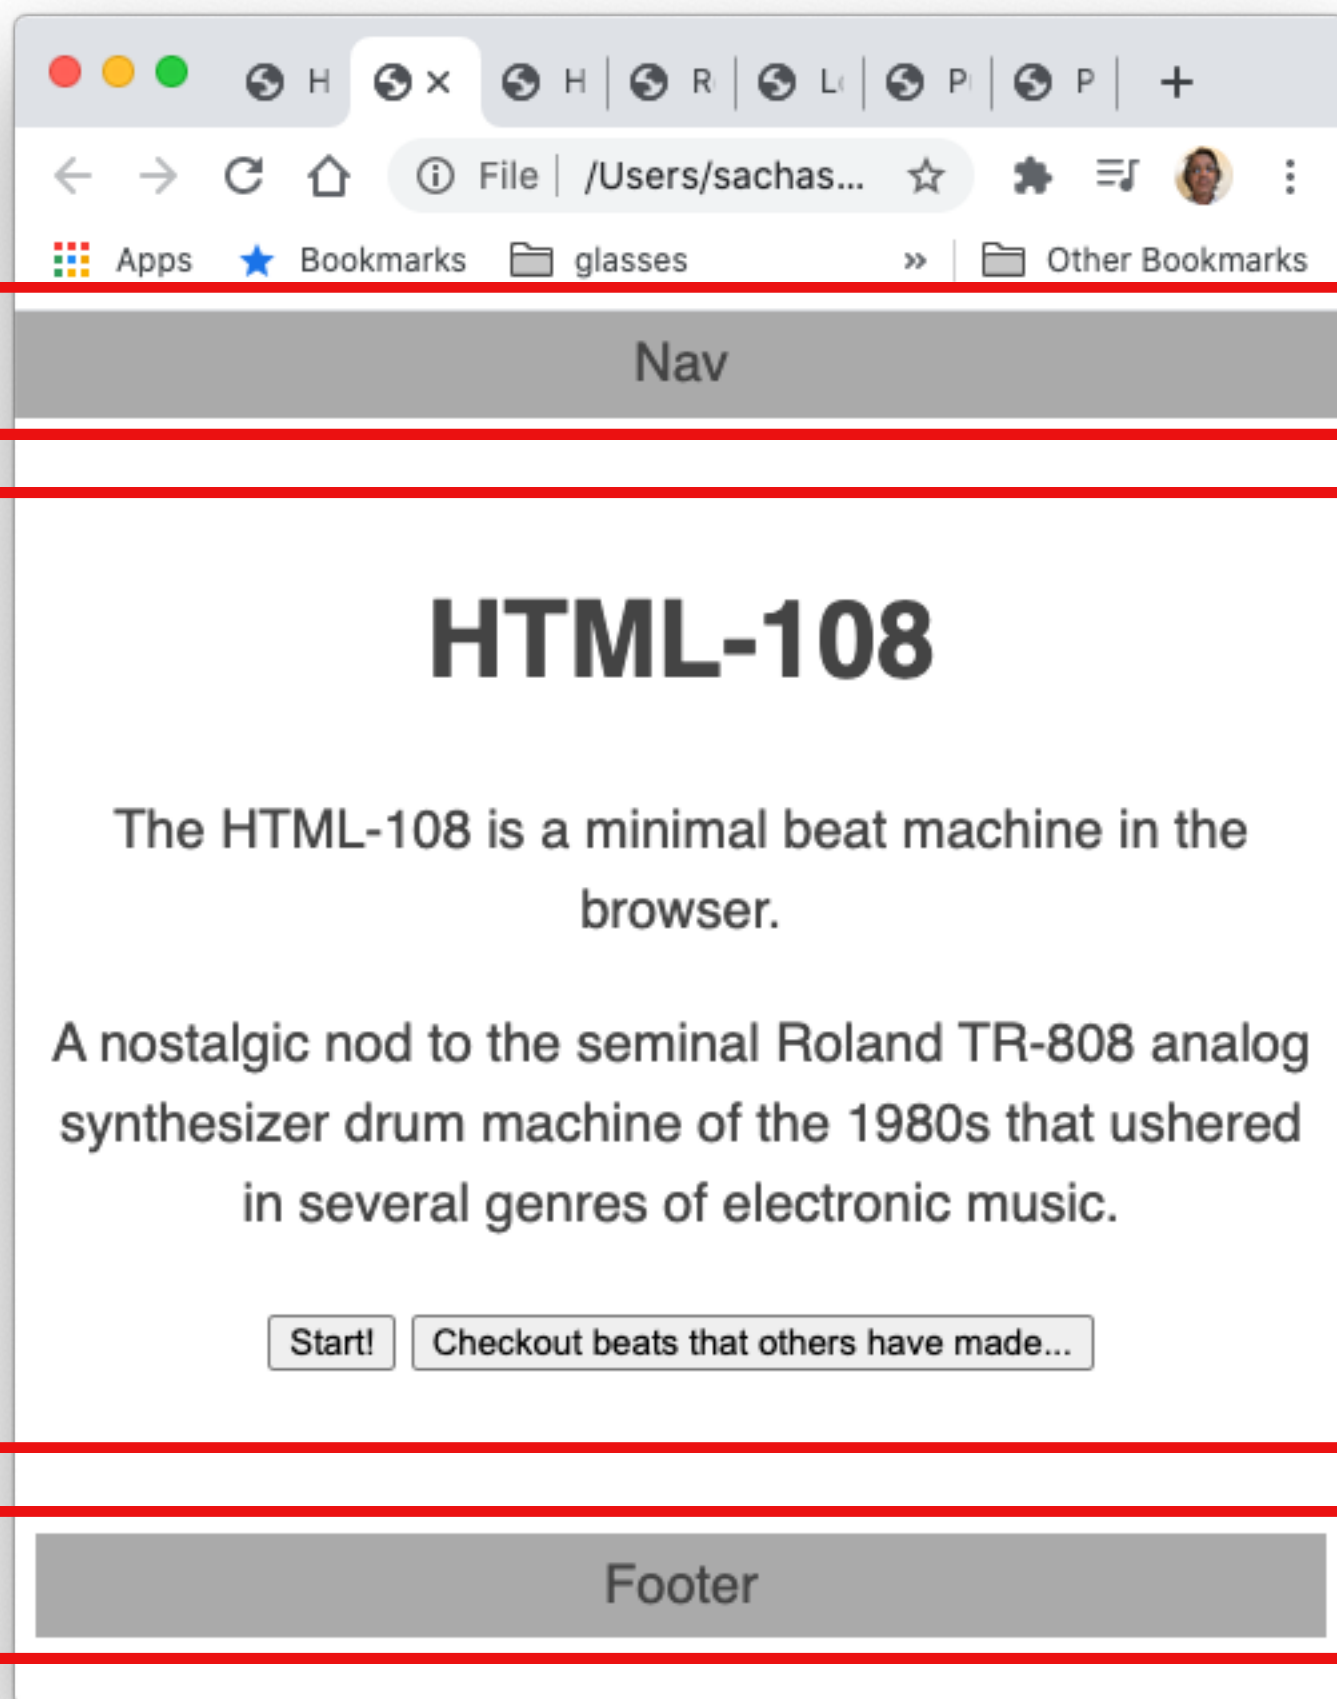 H H R L P P
File /Users/sachas...
Apps Bookmarks glasses » Other Bookmarks
Nav
HTML-108
The HTML-108 is a minimal beat machine in the
browser.
A nostalgic nod to the seminal Roland TR-808 analog
synthesizer drum machine of the 1980s that ushered
in several genres of electronic music.
Start! Checkout beats that others have made...
Footer